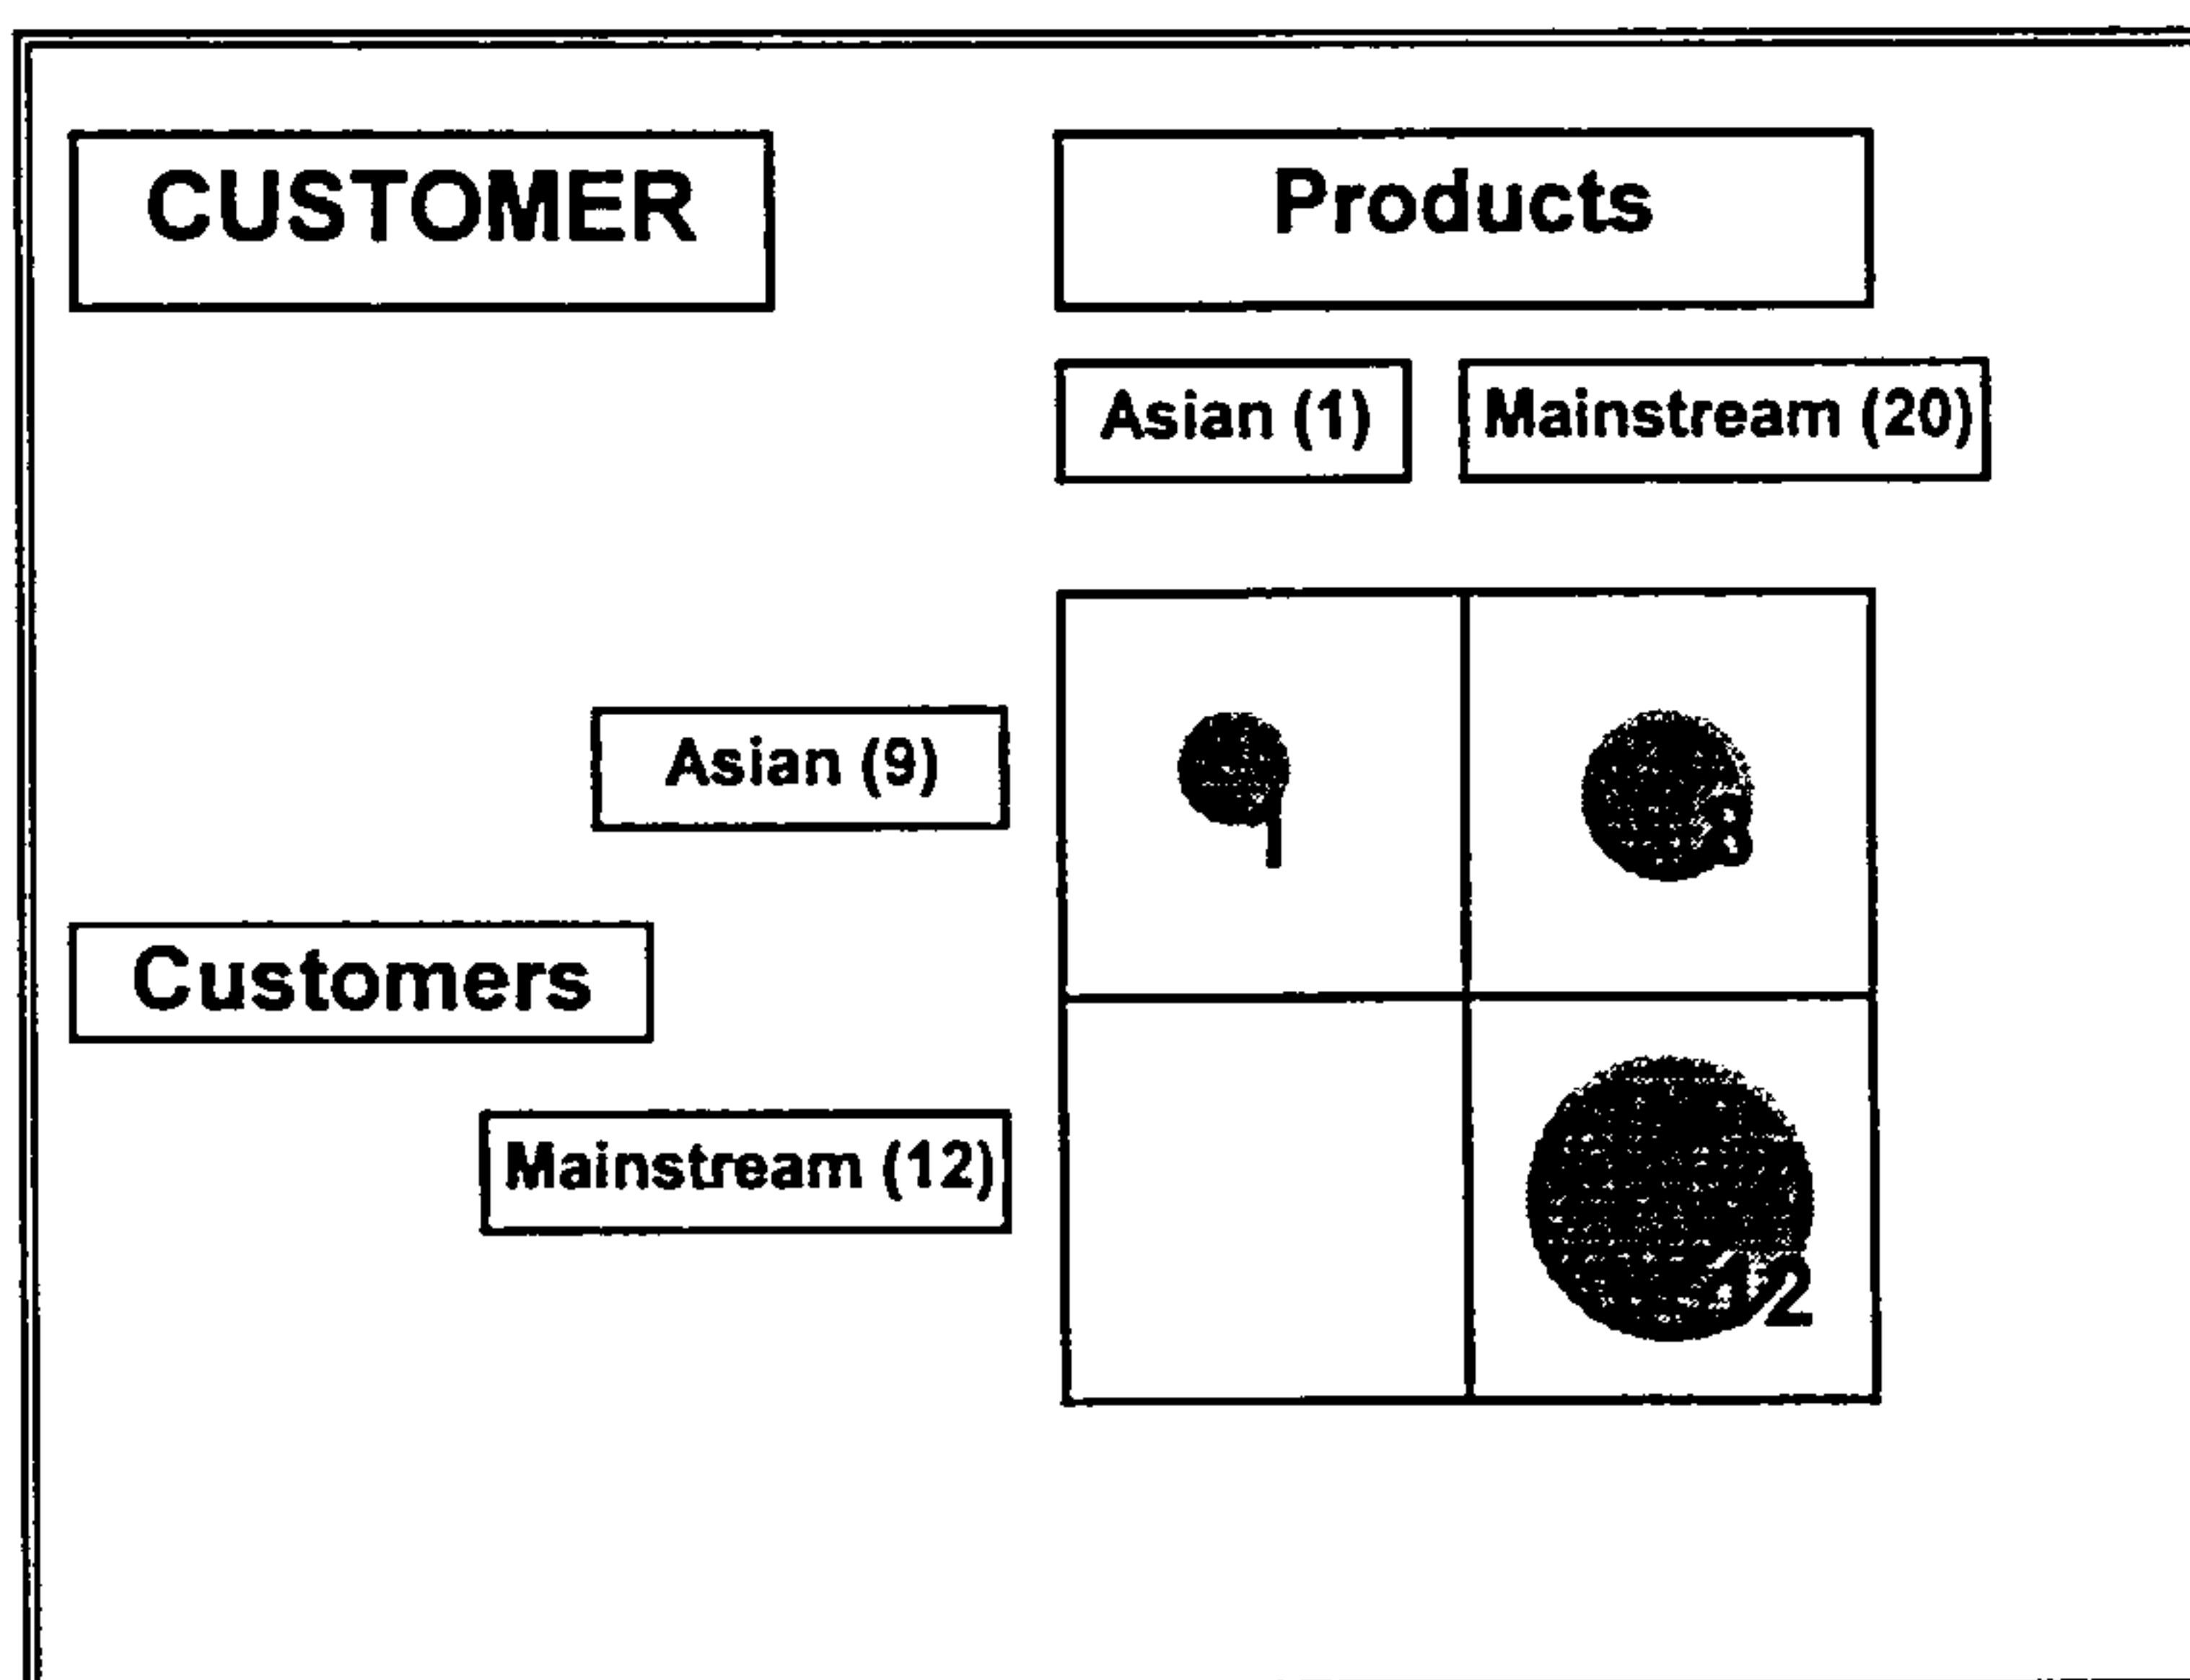 CUSTOMER
Products
Asian (1)
Mainstream (20)
Asian (9)
1
8
Customers
Mainstream (12)
12